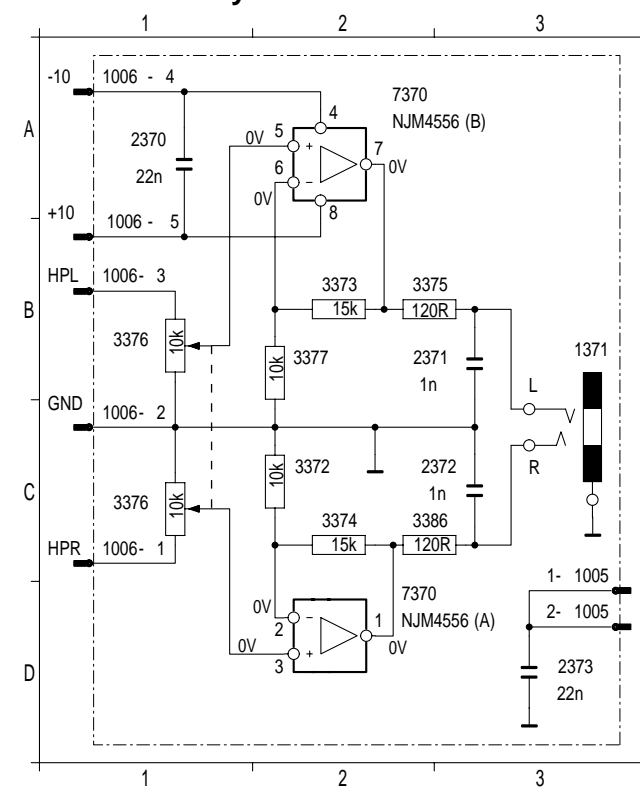 1 2 3
A
-10 1006 - 4
7370
NJM4556 (B)
4
2370
22n
0V 5 +
7
0V
6 -
0V
8
+10 1006 - 5
B
HPL 1006- 3
3373 3375
15k 120R
3376
10k
10k
3377
2371
1n
1371
L
GND
1006- 2
C
R
10k
3372
2372
1n
3376
10k
3374 3386
15k 120R
HPR 1006- 1
1- 1005
7370
NJM4556 (A)
0V
2 -
1
0V
2- 1005
D
3 +
2373
22n
1 2 3